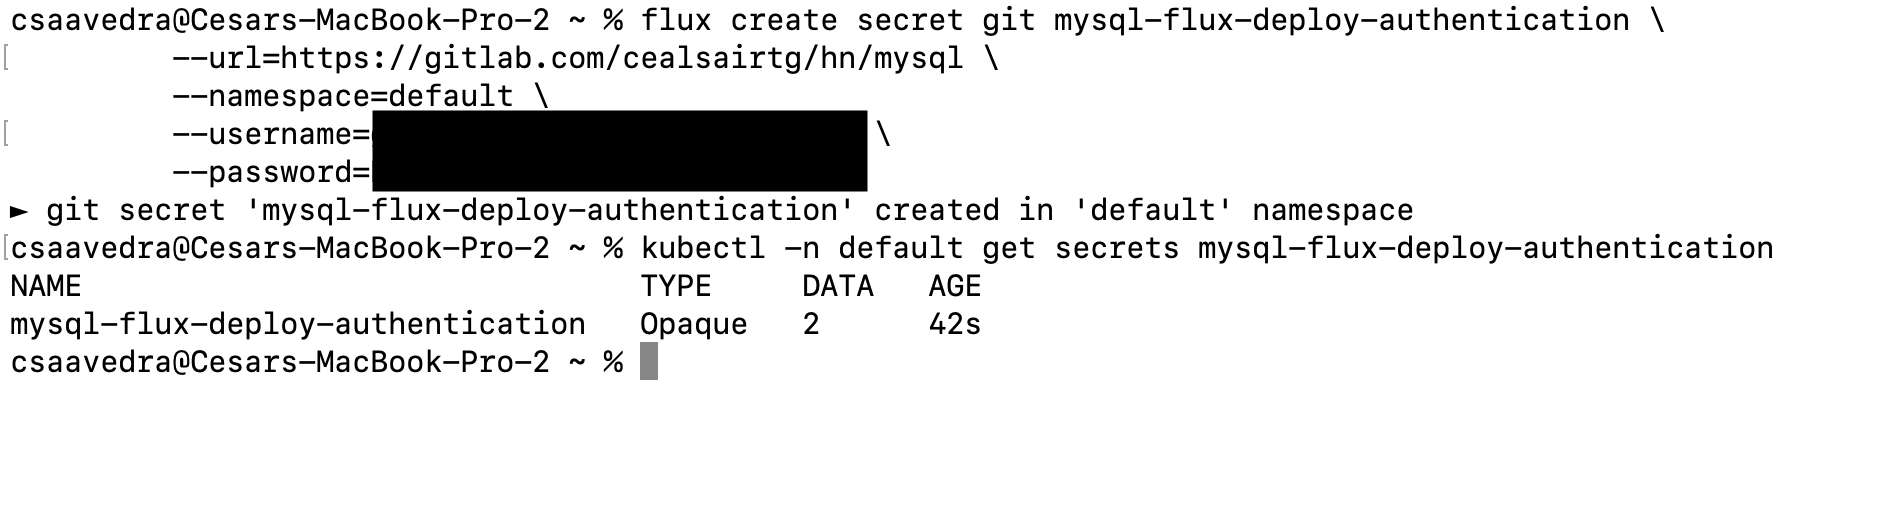 csaavedra@Cesars-MacBook-Pro-2 ~ % flux create secret git mysql-flux-deploy-authentication \
--url=https://gitlab.com/cealsairtg/hn/mysql \
--namespace=default \
--username= \
--password=
► git secret 'mysql-flux-deploy-authentication' created in 'default' namespace
csaavedra@Cesars-MacBook-Pro-2 ~ % kubectl -n default get secrets mysql-flux-deploy-authentication
NAME TYPE DATA AGE
mysql-flux-deploy-authentication Opaque 2 42s
csaavedra@Cesars-MacBook-Pro-2 ~ %